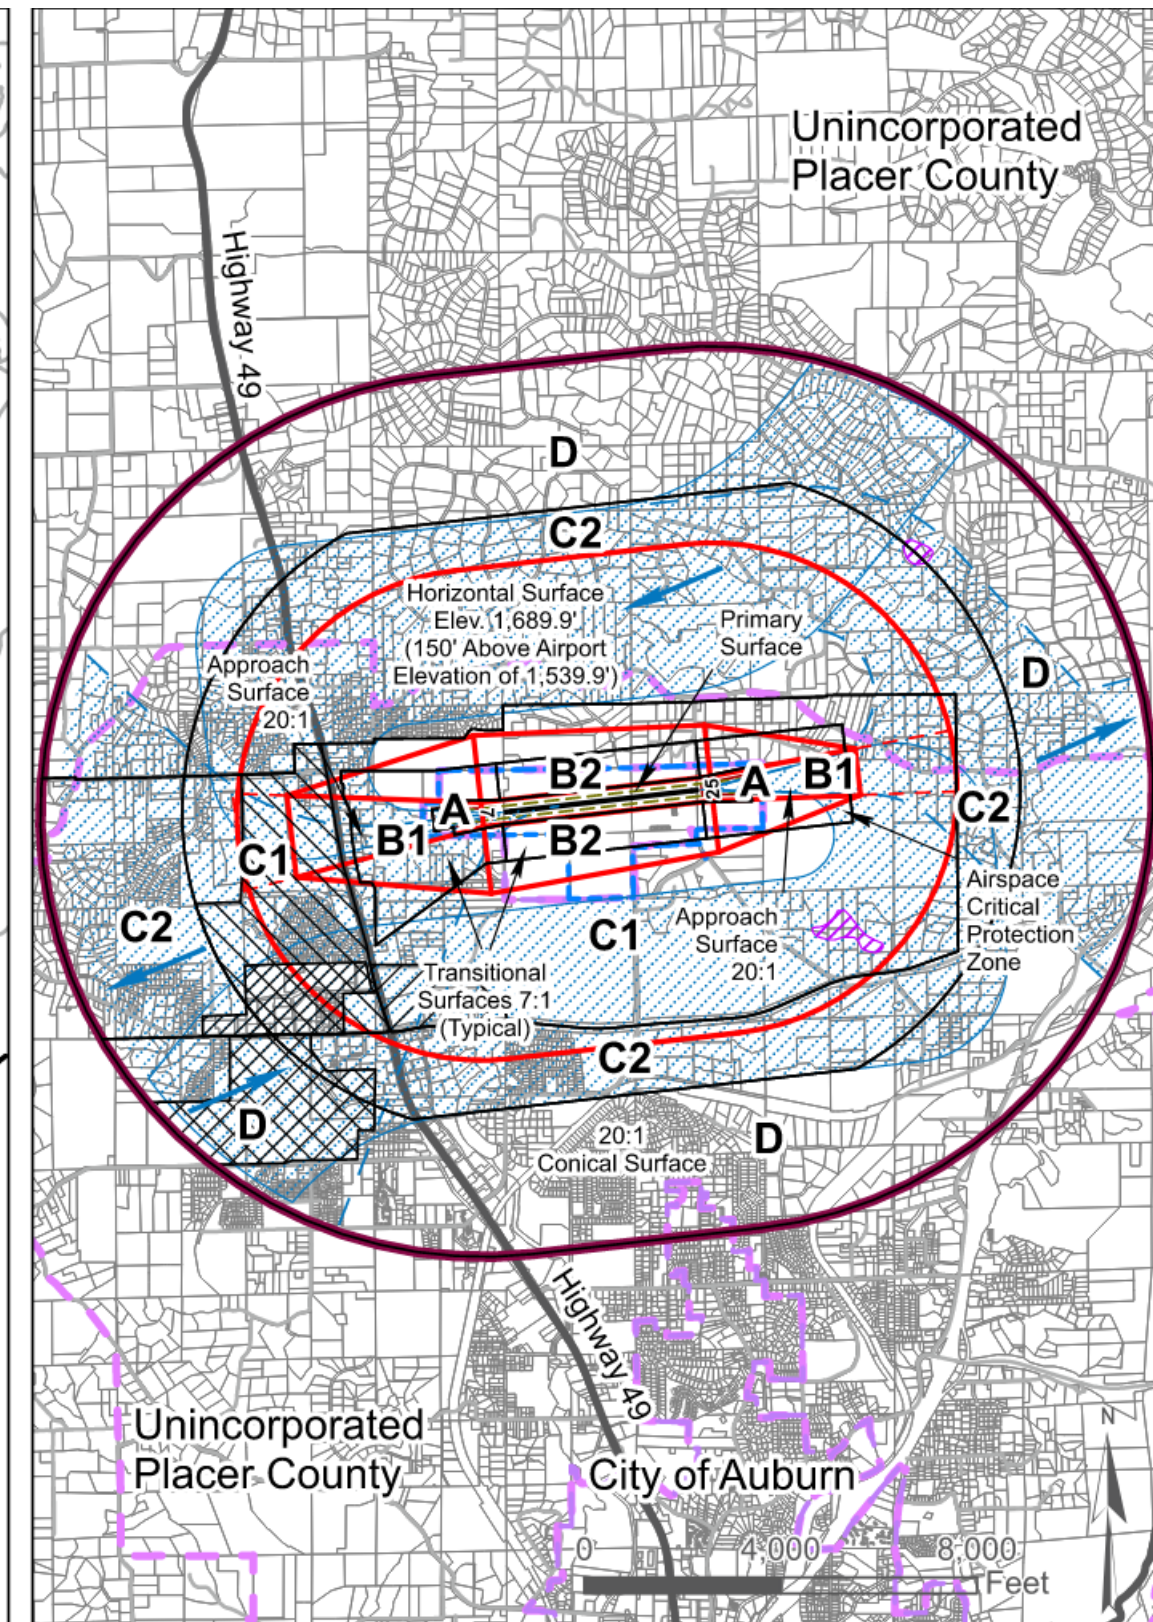 Unincorporated
Placer County
Highway 49
D
C2
Horizontal Surface
Elev. 1,689.9'
(150' Above Airport
Elevation of 1,539.9')
Primary
Surface
Approach
Surface
20:1
D
B2
A
B1
A
7
25
C2
B1
B2
C1
Airspace
Critical
Protection
Zone
C2
C1
Approach
Surface
20:1
Transitional
Surfaces 7:1
(Typical)
C2
D
D
20:1
Conical Surface
Highway 49
Unincorporated
Placer County
City of Auburn
N
0 4,000 8,000
Feet